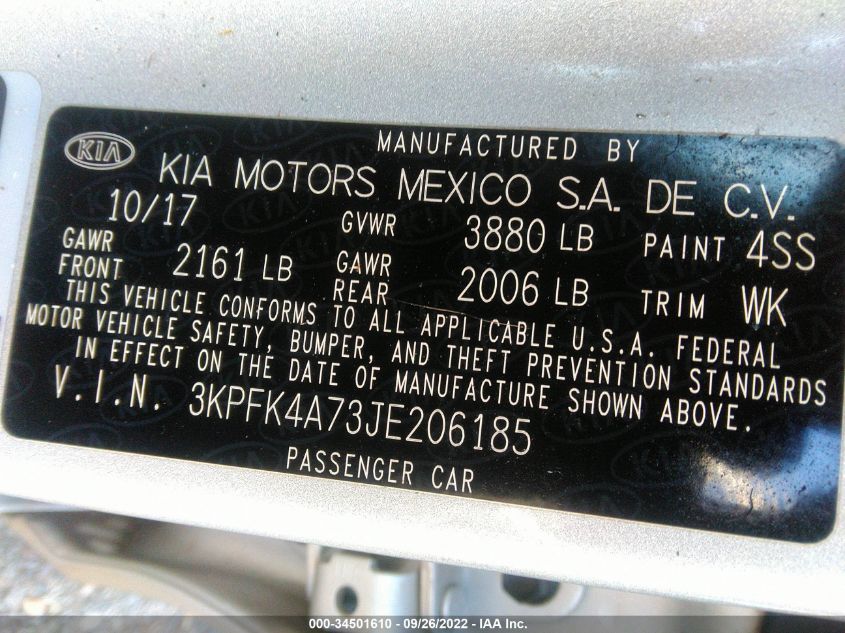 KIA
MANUFACTURED BY
KIA MOTORS MEXICO S.A. DE C.V.
10/17 GVWR 3880 LB PAINT 4SS
GAWR FRONT 2161 LB GAWR REAR 2006 LB TRIM WK
THIS VEHICLE CONFORMS TO ALL APPLICABLE U.S.A. FEDERAL
MOTOR VEHICLE SAFETY, BUMPER, AND THEFT PREVENTION STANDARDS
IN EFFECT ON THE DATE OF MANUFACTURE SHOWN ABOVE.
V.I.N. 3KPFK4A73JE206185
PASSENGER CAR
000-34501610 - 09/26/2022 - IAA Inc.